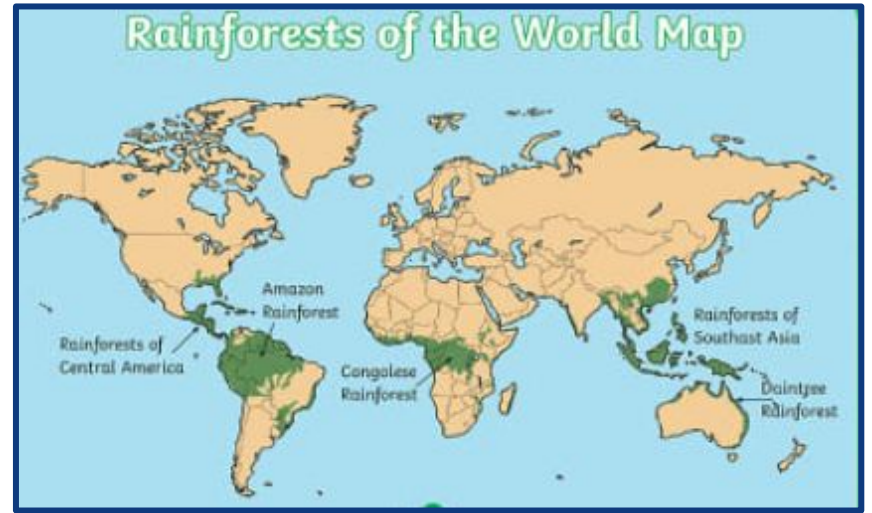 Rainforests of the World Map
Amazon
Rainforest
Rainforests of
Central America
Congolese
Rainforest
Rainforests of
Southast Asia
Daintree
Rainforest